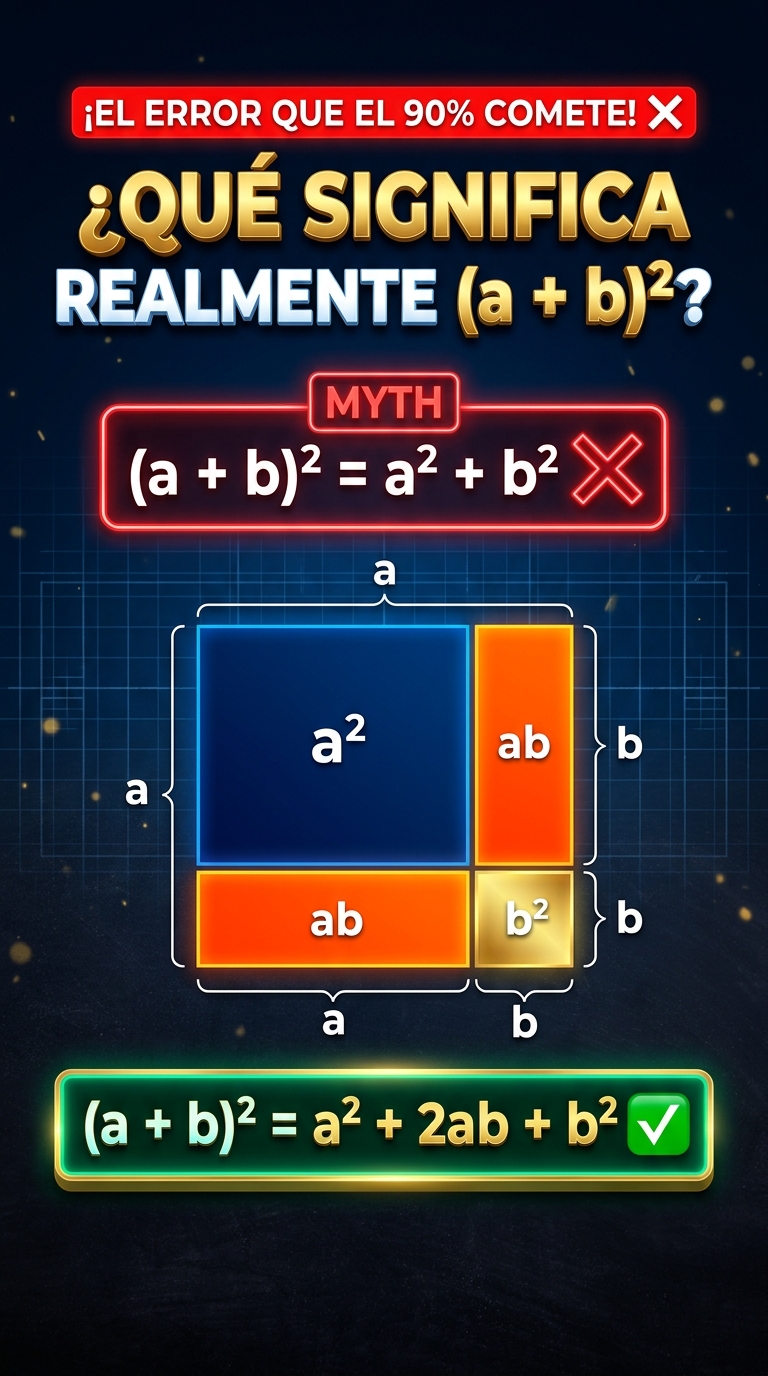 ¡EL ERROR QUE EL 90% COMETE! ❌
¿QUÉ SIGNIFICA
REALMENTE (a + b)²?
MYTH
(a + b)² = a² + b² ❌
a
a² ab b
a
ab b² b
a b
(a + b)² = a² + 2ab + b² ✅